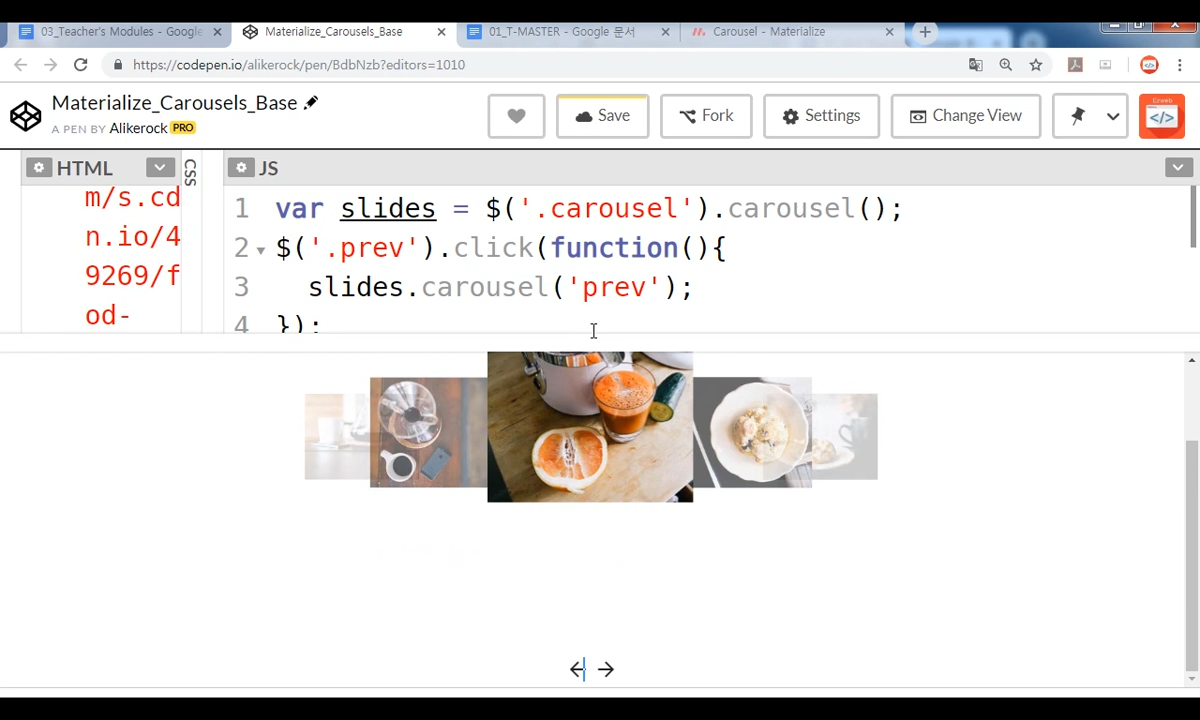 03_Teacher's Modules - Google
Materialize_Carousels_Base
01_T-MASTER - Google 문서
Carousel - Materialize
https://codepen.io/alikerock/pen/BdbNzb?editors=1010
Materialize_Carousels_Base
A PEN BY Alikerock PRO
Save
Fork
Settings
Change View
Ezweb
</>
HTML
CSS
JS
m/s.cd
n.io/4
9269/f
od-
1 var slides = $('.carousel').carousel();
2 $('.prev').click(function(){
3 slides.carousel('prev');
4 });